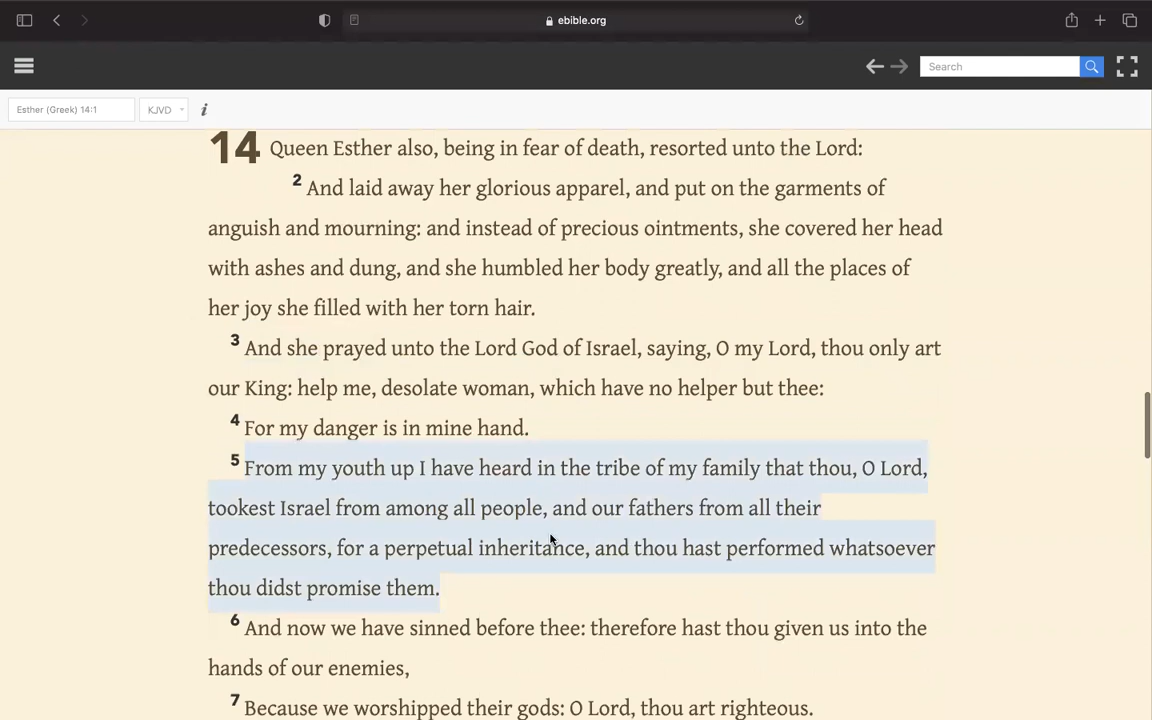 ebible.org
Search
Esther (Greek) 14:1
KJVD
i
14 Queen Esther also, being in fear of death, resorted unto the Lord:
2 And laid away her glorious apparel, and put on the garments of
anguish and mourning: and instead of precious ointments, she covered her head
with ashes and dung, and she humbled her body greatly, and all the places of
her joy she filled with her torn hair.
3 And she prayed unto the Lord God of Israel, saying, O my Lord, thou only art
our King: help me, desolate woman, which have no helper but thee:
4 For my danger is in mine hand.
5 From my youth up I have heard in the tribe of my family that thou, O Lord,
tookest Israel from among all people, and our fathers from all their
predecessors, for a perpetual inheritance, and thou hast performed whatsoever
thou didst promise them.
6 And now we have sinned before thee: therefore hast thou given us into the
hands of our enemies,
7 Because we worshipped their gods: O Lord, thou art righteous.